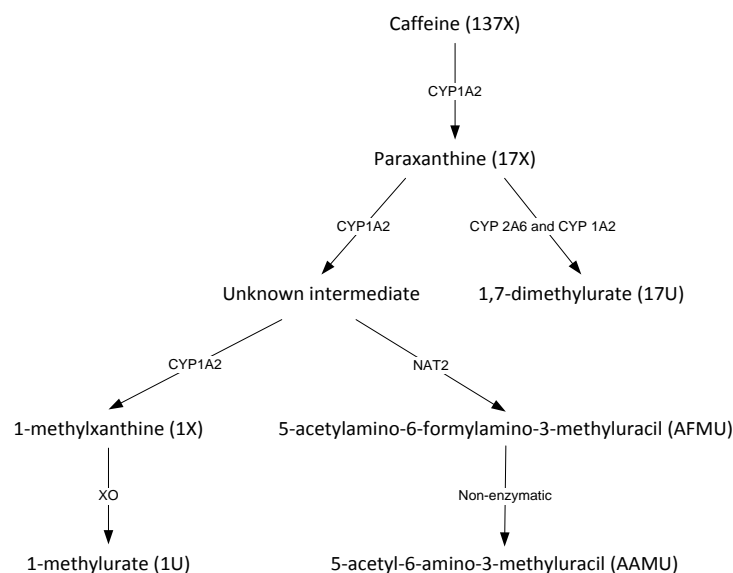 Caffeine (137X)
CYP1A2
Paraxanthine (17X)
CYP1A2
CYP 2A6 and CYP 1A2
Unknown intermediate
1,7-dimethylurate (17U)
CYP1A2
NAT2
1-methylxanthine (1X)
5-acetylamino-6-formylamino-3-methyluracil (AFMU)
XO
Non-enzymatic
1-methylurate (1U)
5-acetyl-6-amino-3-methyluracil (AAMU)